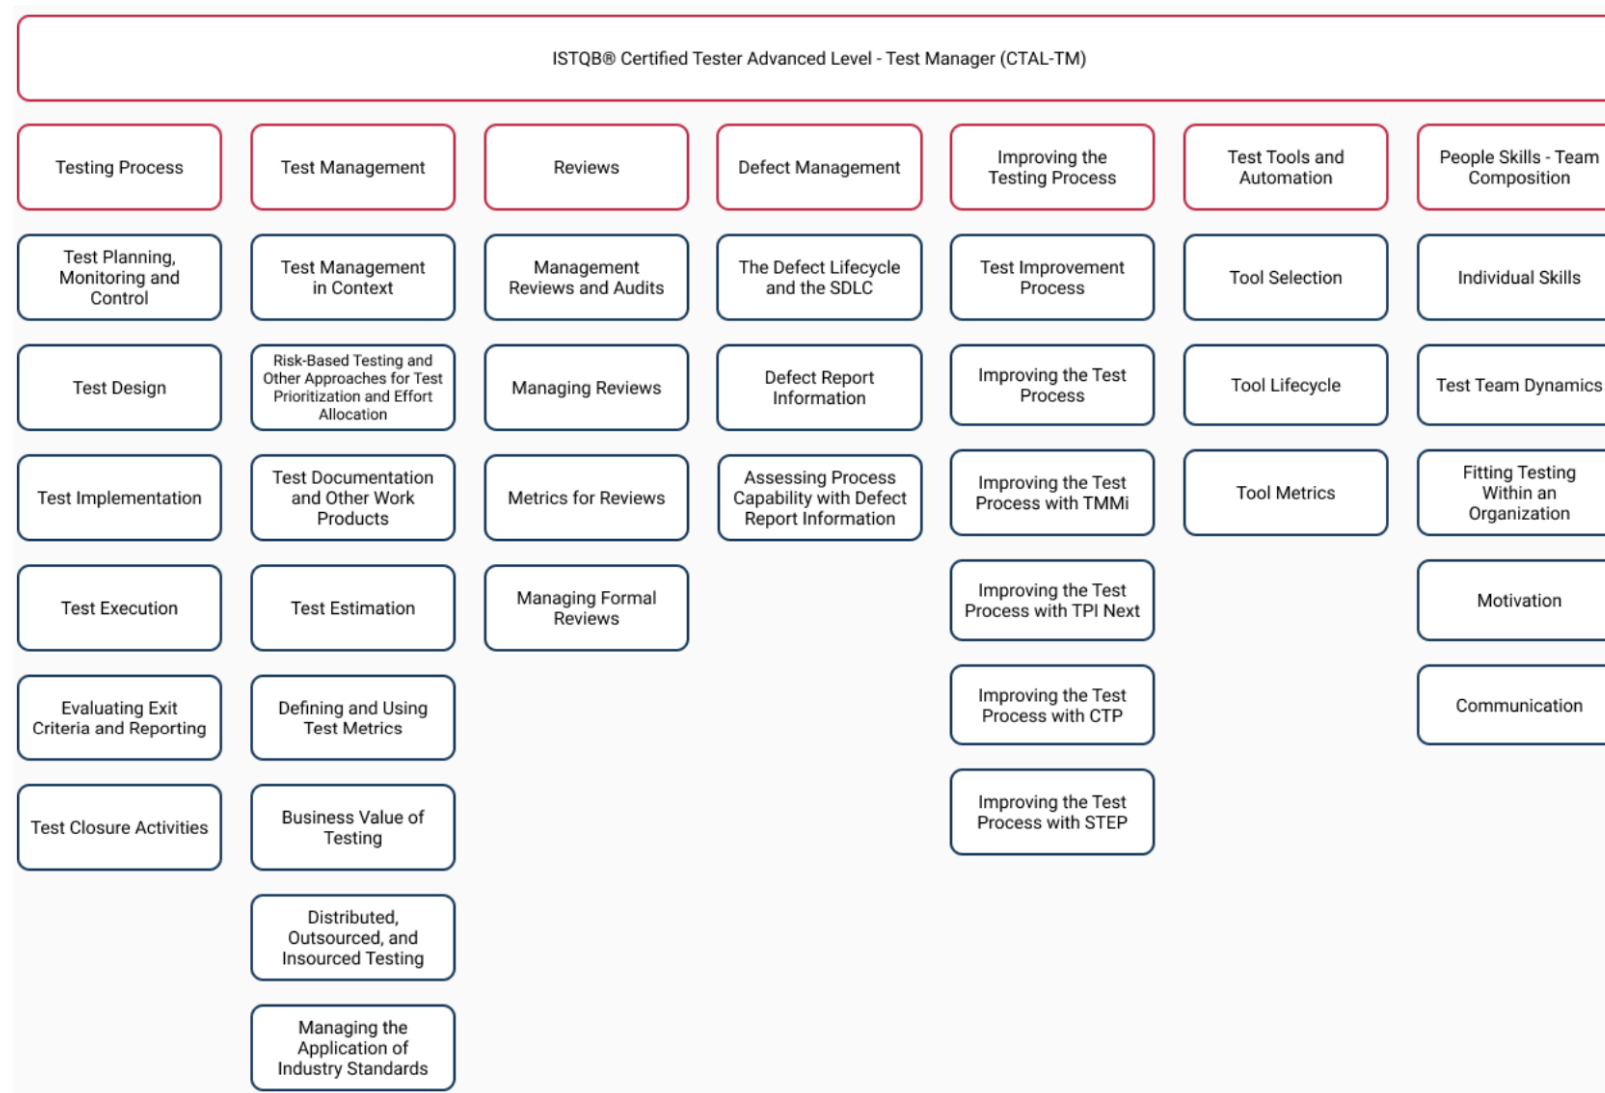 ISTQB® Certified Tester Advanced Level - Test Manager (CTAL-TM)
Testing Process
Test Management
Reviews
Defect Management
Improving the
Testing Process
Test Tools and
Automation
People Skills - Team
Composition
Test Planning,
Monitoring and
Control
Test Management
in Context
Management
Reviews and Audits
The Defect Lifecycle
and the SDLC
Test Improvement
Process
Tool Selection
Individual Skills
Test Design
Risk-Based Testing and
Other Approaches for Test
Prioritization and Effort
Allocation
Managing Reviews
Defect Report
Information
Improving the Test
Process
Tool Lifecycle
Test Team Dynamics
Test Implementation
Test Documentation
and Other Work
Products
Metrics for Reviews
Assessing Process
Capability with Defect
Report Information
Improving the Test
Process with TMMi
Tool Metrics
Fitting Testing
Within an
Organization
Test Execution
Test Estimation
Managing Formal
Reviews
Improving the Test
Process with TPI Next
Motivation
Evaluating Exit
Criteria and Reporting
Defining and Using
Test Metrics
Improving the Test
Process with CTP
Communication
Test Closure Activities
Business Value of
Testing
Improving the Test
Process with STEP
Distributed,
Outsourced, and
Insourced Testing
Managing the
Application of
Industry Standards